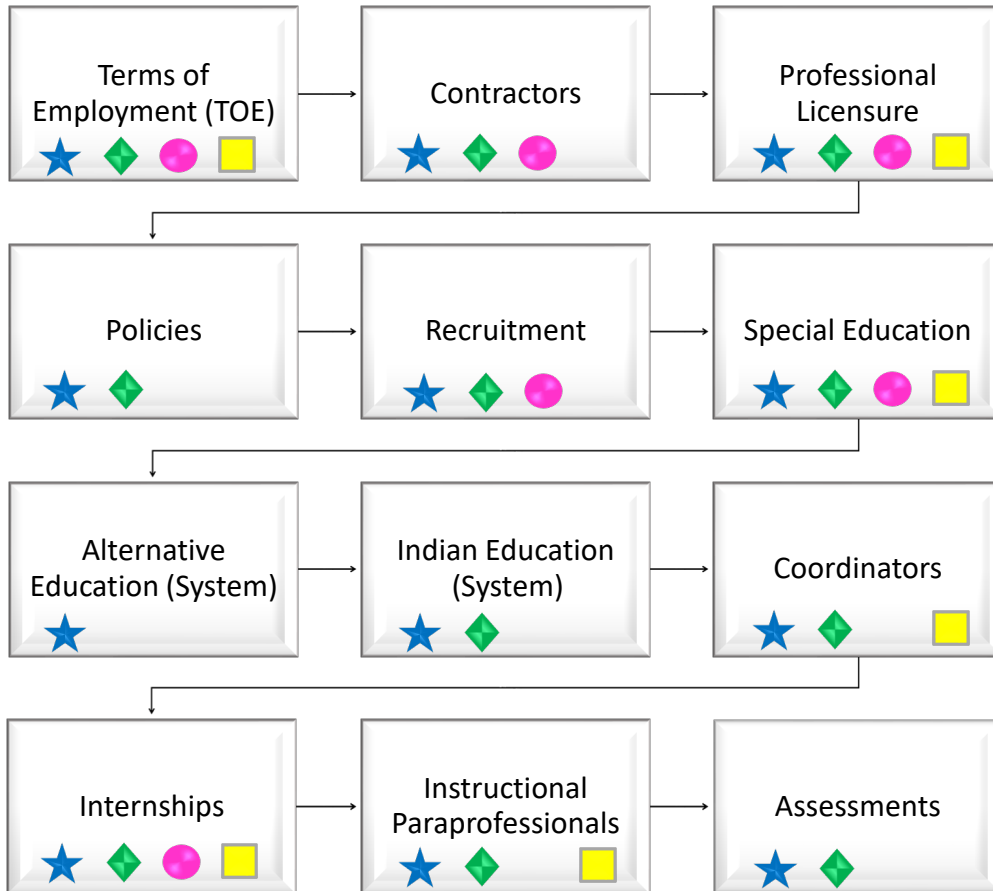 Terms of
Employment (TOE)
Contractors
Professional
Licensure
Policies
Recruitment
Special Education
Alternative
Education (System)
Indian Education
(System)
Coordinators
Internships
Instructional
Paraprofessionals
Assessments